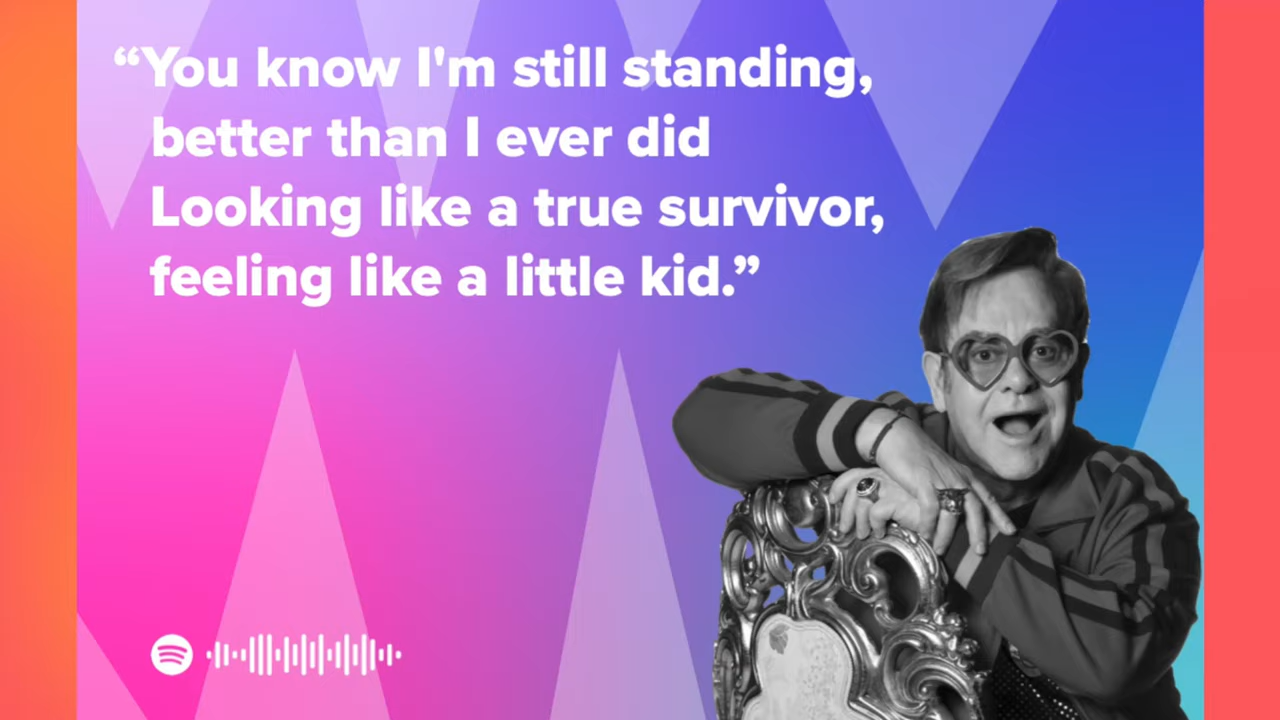 “You know I'm still standing,
better than I ever did
Looking like a true survivor,
feeling like a little kid.”